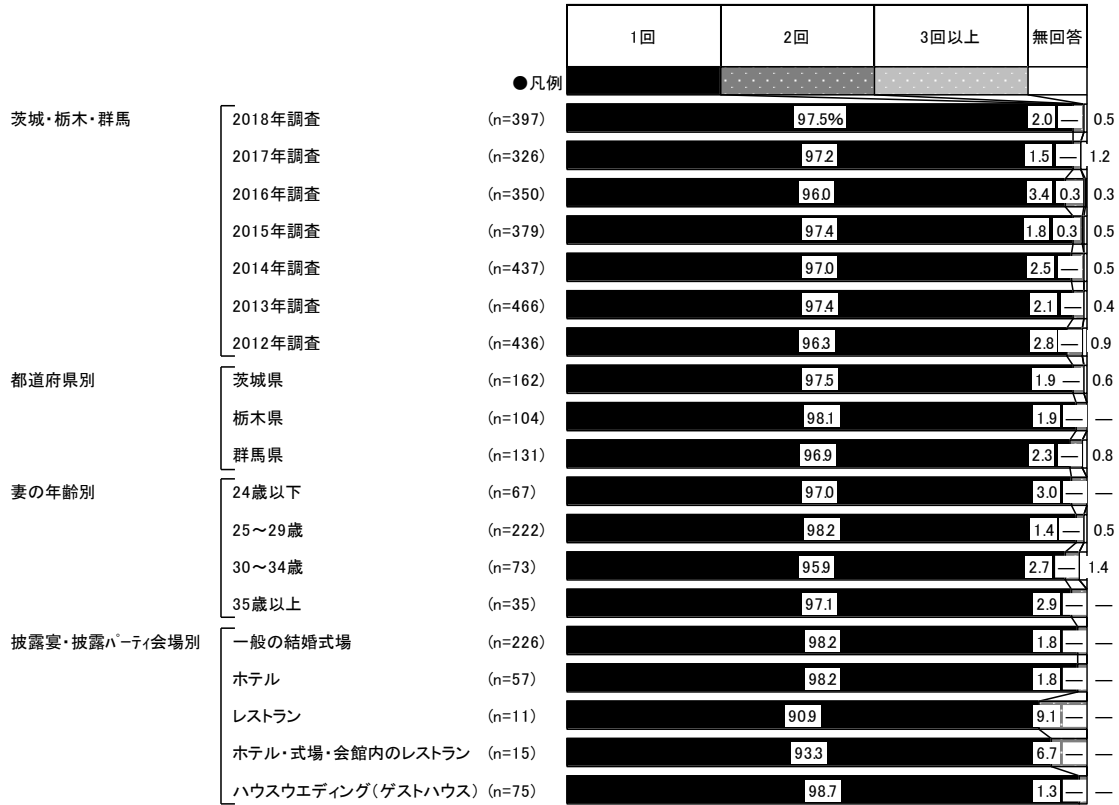 1回 2回 3回以上 無回答
●凡例
茨城・栃木・群馬 2018年調査 (n=397) 97.5% 2.0 — 0.5
2017年調査 (n=326) 97.2 1.5 — 1.2
2016年調査 (n=350) 96.0 3.4 0.3 0.3
2015年調査 (n=379) 97.4 1.8 0.3 0.5
2014年調査 (n=437) 97.0 2.5 — 0.5
2013年調査 (n=466) 97.4 2.1 — 0.4
2012年調査 (n=436) 96.3 2.8 — 0.9
都道府県別 茨城県 (n=162) 97.5 1.9 — 0.6
栃木県 (n=104) 98.1 1.9 — —
群馬県 (n=131) 96.9 2.3 — 0.8
妻の年齢別 24歳以下 (n=67) 97.0 3.0 — —
25～29歳 (n=222) 98.2 1.4 — 0.5
30～34歳 (n=73) 95.9 2.7 — 1.4
35歳以上 (n=35) 97.1 2.9 — —
披露宴・披露パーティ会場別 一般の結婚式場 (n=226) 98.2 1.8 — —
ホテル (n=57) 98.2 1.8 — —
レストラン (n=11) 90.9 9.1 — —
ホテル・式場・会館内のレストラン (n=15) 93.3 6.7 — —
ハウスウエディング(ゲストハウス) (n=75) 98.7 1.3 — —